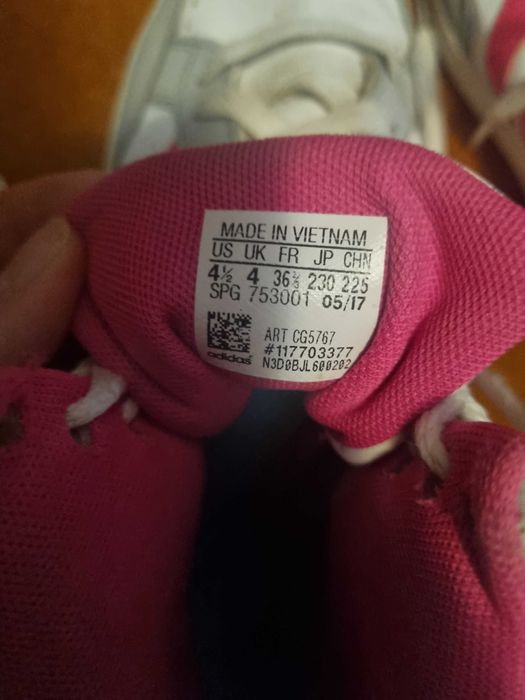 MADE IN VIETNAM
US UK FR JP CHN
4½ 4 36⅔ 230 225
SPG 753001 05/17
ART CG5767
#117703377
adidas N3D0BJL600202